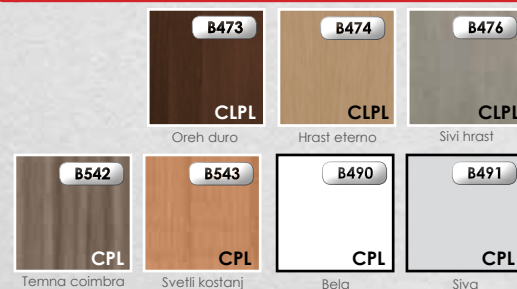 B473 B474 B476
CLPL CLPL CLPL
Oreh duro Hrast eterno Sivi hrast
B542 B543 B490 B491
CPL CPL CPL CPL
Temna coimbra Svetli kostanj Bela Siva